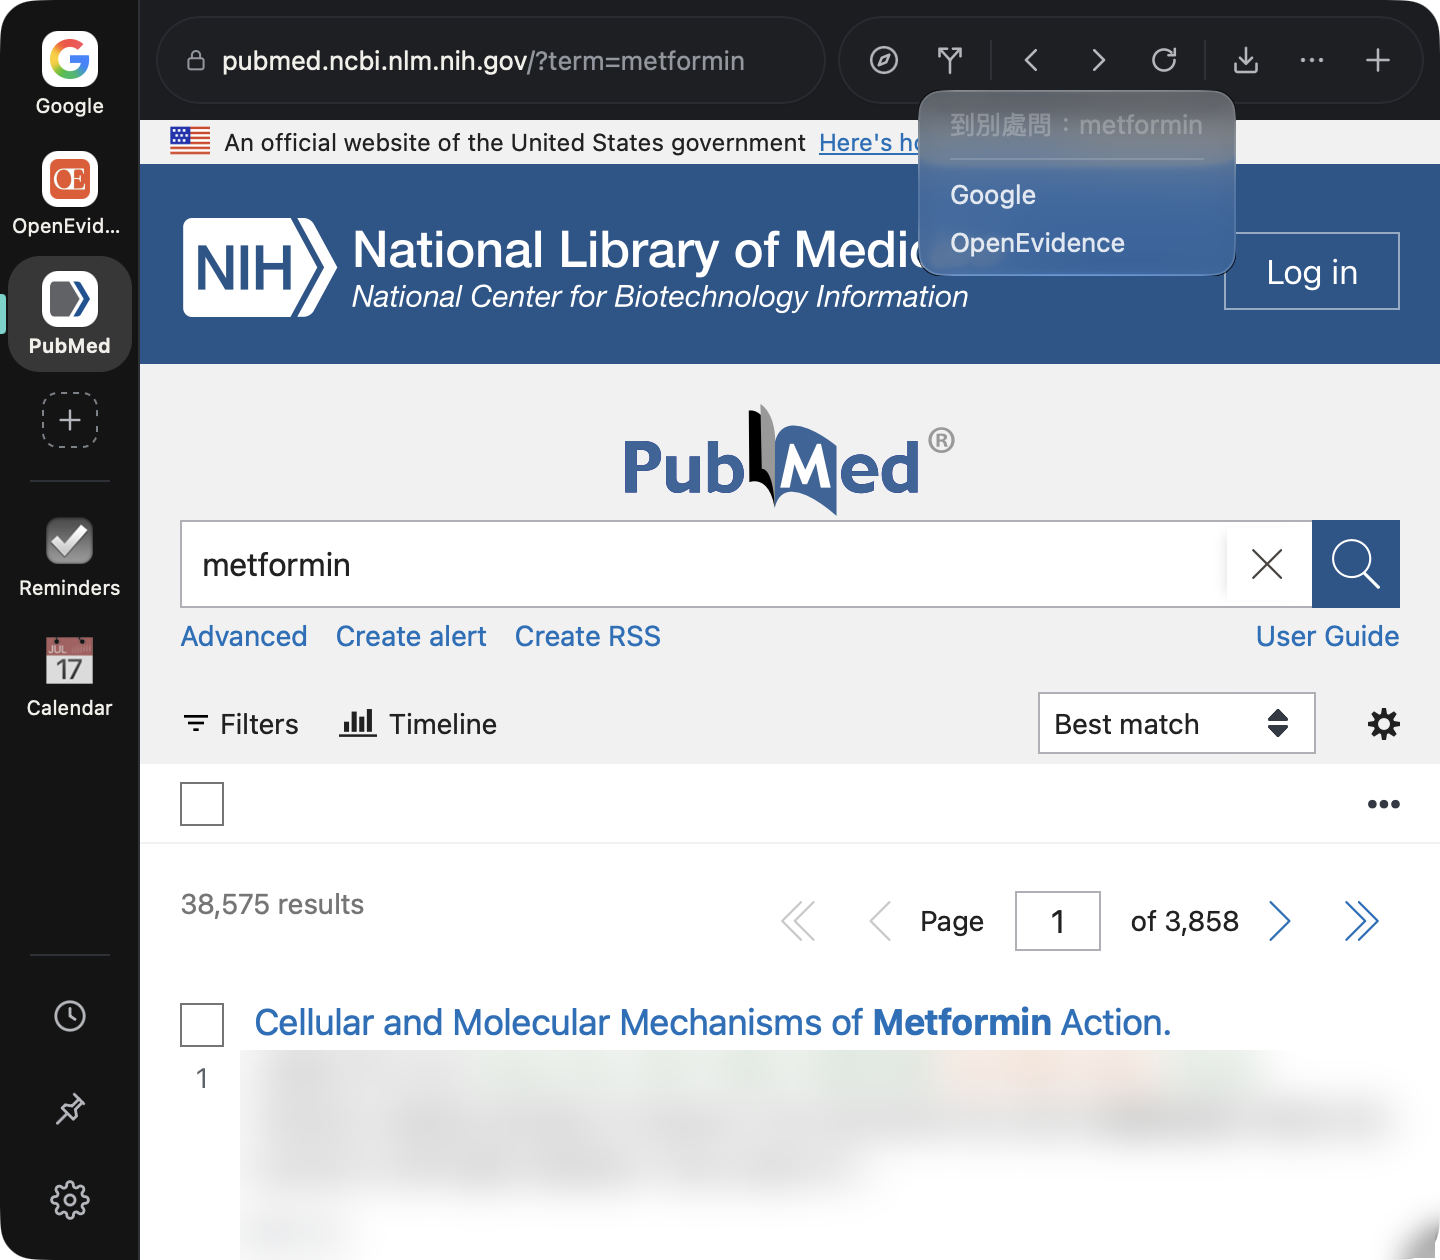 Google
OpenEvid...
PubMed
Reminders
JUL
17
Calendar
pubmed.ncbi.nlm.nih.gov/?term=metformin
到別處問：metformin
Google
OpenEvidence
An official website of the United States government Here's
NIH
National Library of
National Center for Biotechnology Information
Log in
PubMed®
metformin
Advanced Create alert Create RSS User Guide
Filters Timeline Best match
38,575 results
Page 1 of 3,858
Cellular and Molecular Mechanisms of Metformin Action.
1